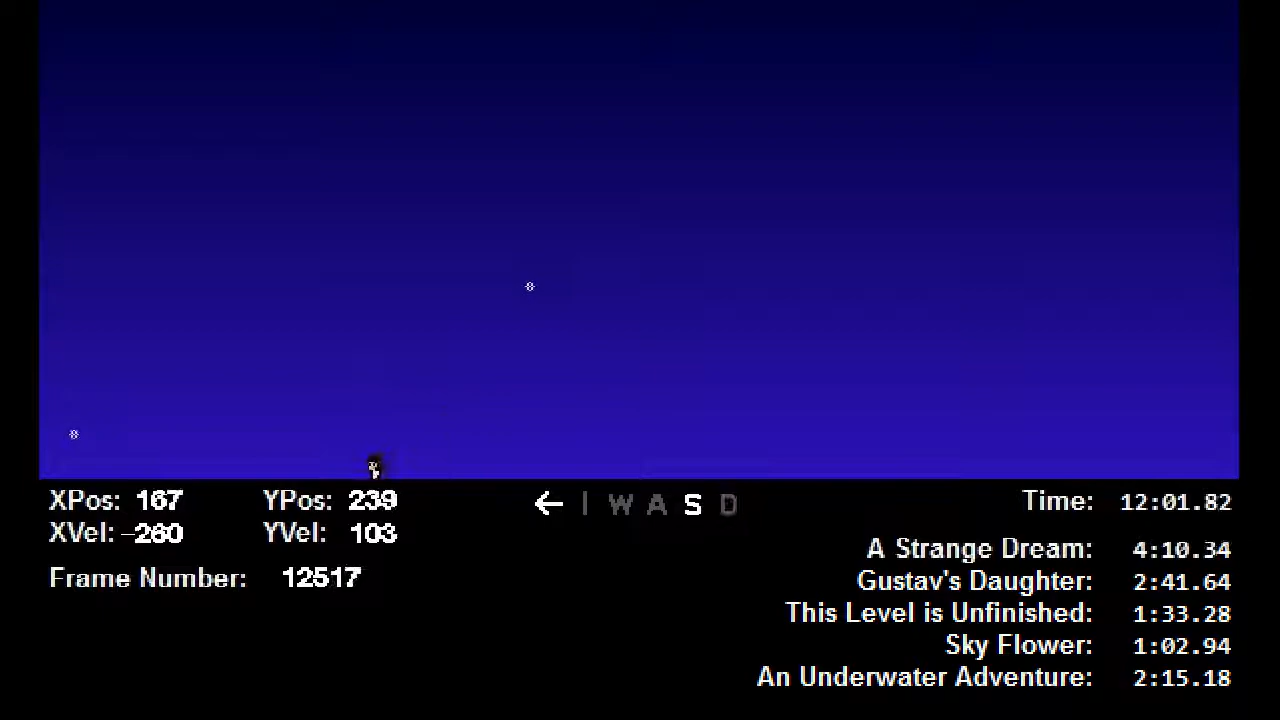 XPos: 167 YPos: 239 ← | W A S D Time: 12:01.82
XVel: -260 YVel: 103
A Strange Dream: 4:10.34
Frame Number: 12517 Gustav's Daughter: 2:41.64
This Level is Unfinished: 1:33.28
Sky Flower: 1:02.94
An Underwater Adventure: 2:15.18